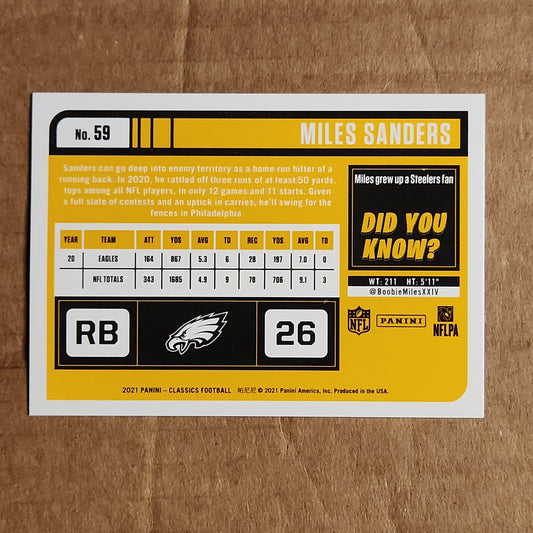 No. 59
MILES SANDERS
Sanders can go deep into enemy territory as a home run hitter of a
running back. In 2020, he rattled off three runs of at least 50 yards,
tops among all NFL players, in only 12 games and 11 starts. Given
a full slate of contests and an uptick in carries, he'll swing for the
fences in Philadelphia.
Miles grew up a Steelers fan
DID YOU
KNOW?
WT: 211 HT: 5'11"
@BoobieMilesXXIV
YEAR TEAM ATT YDS AVG TD REC YDS AVG TD
20 EAGLES 164 867 5.3 6 28 197 7.0 0
NFL TOTALS 343 1685 4.9 9 78 706 9.1 3
RB
26
NFL
PANINI
NFLPA
2021 PANINI – CLASSICS FOOTBALL 帕尼尼 © 2021 Panini America, Inc. Produced in the USA.